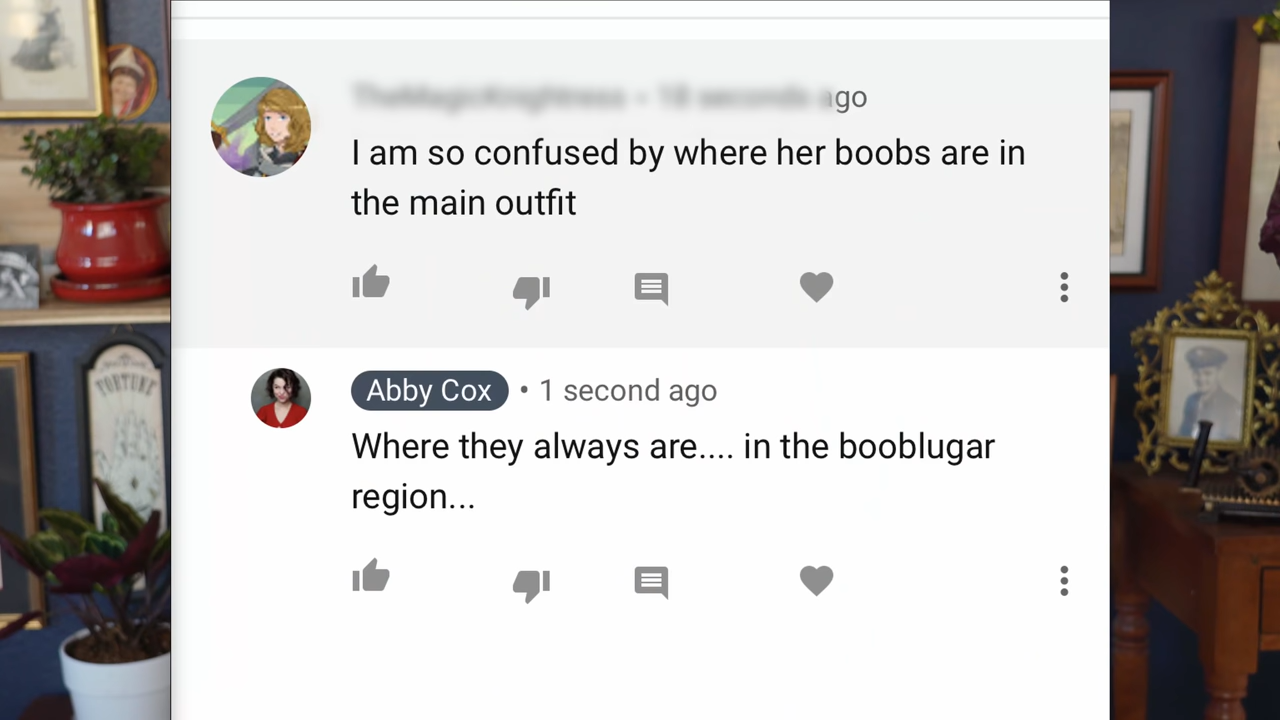 ago
I am so confused by where her boobs are in
the main outfit
Abby Cox • 1 second ago
Where they always are.... in the booblugar
region...
FORTUNE